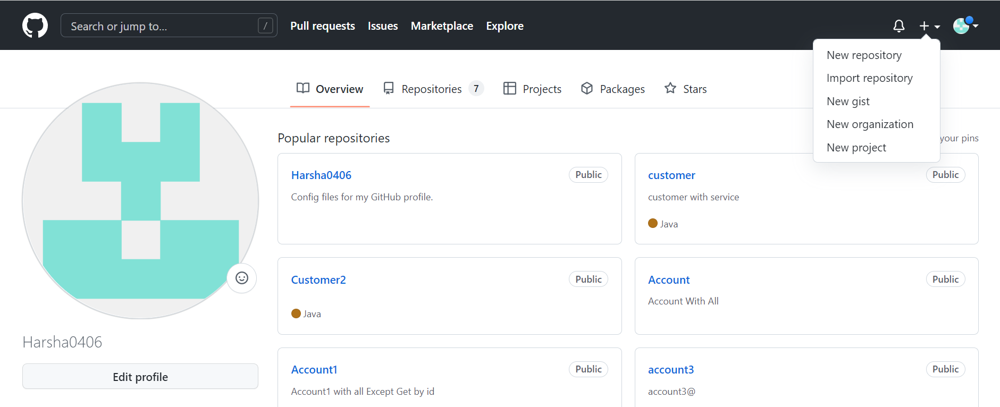 Search or jump to... / Pull requests Issues Marketplace Explore
New repository
Import repository
New gist
New organization
New project
Overview Repositories 7 Projects Packages Stars
Popular repositories your pins
Harsha0406 Public
Config files for my GitHub profile.
customer Public
customer with service
Java
Customer2 Public
Java
Account Public
Account With All
Account1 Public
Account1 with all Except Get by id
account3 Public
account3@
Harsha0406
Edit profile